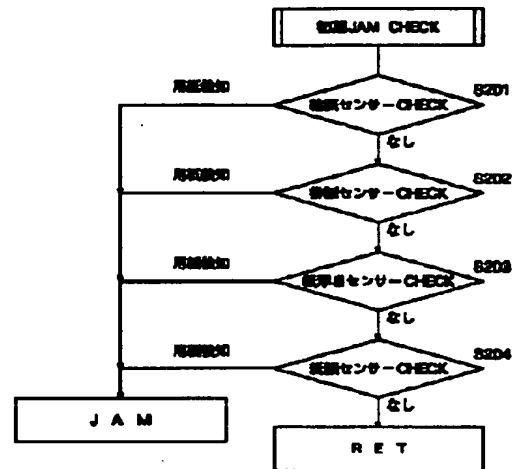 JAM CHECK
S201
用紙検知
センサーCHECK
なし
S202
用紙検知
センサーCHECK
なし
S203
用紙検知
センサーCHECK
なし
S204
用紙検知
センサーCHECK
なし
JAM
RET